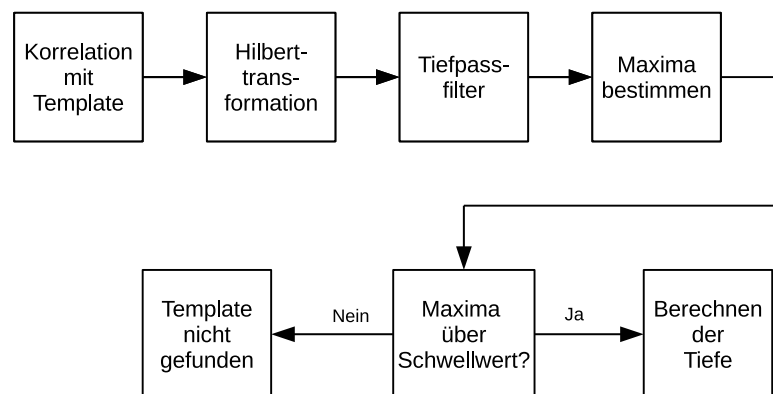 Korrelation
mit
Template
Hilbert-
trans-
formation
Tiefpass-
filter
Maxima
bestimmen
Template
nicht
gefunden
Nein
Maxima
über
Schwellwert?
Ja
Berechnen
der
Tiefe